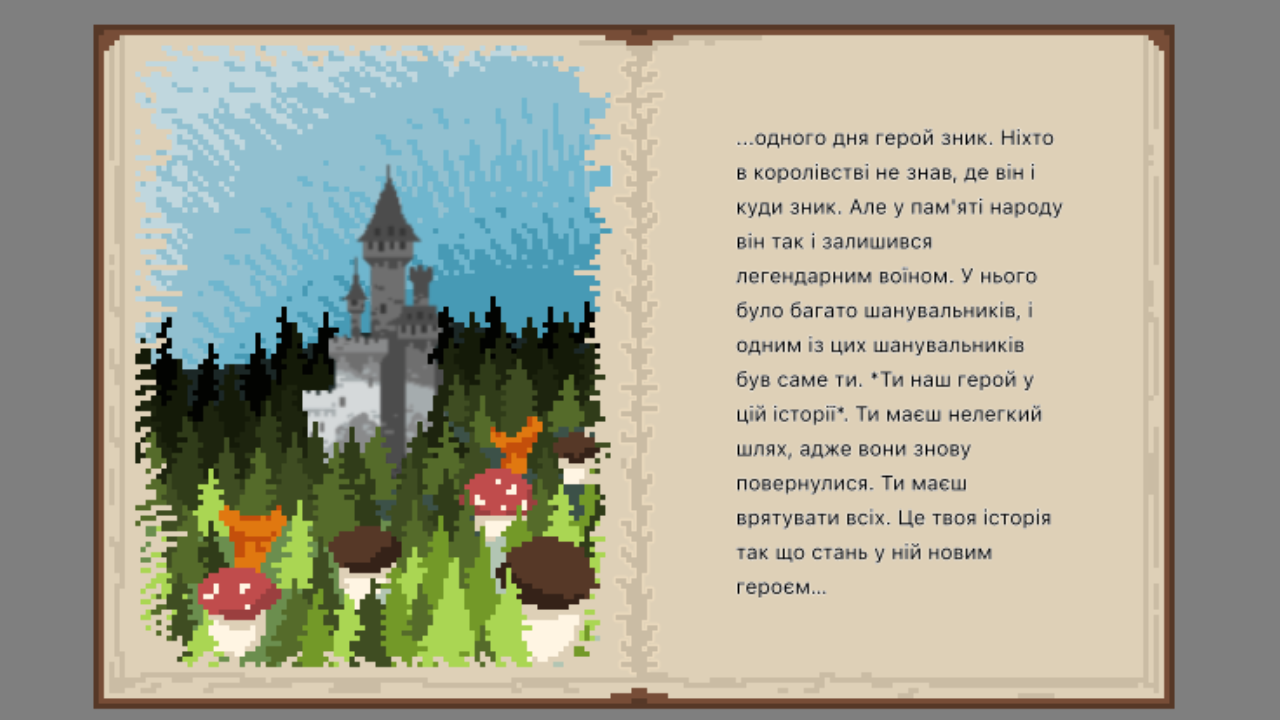 ...одного дня герой зник. Ніхто
в королівстві не знав, де він і
куди зник. Але у пам'яті народу
він так і залишився
легендарним воїном. У нього
було багато шанувальників, і
одним із цих шанувальників
був саме ти. *Ти наш герой у
цій історії*. Ти маєш нелегкий
шлях, адже вони знову
повернулися. Ти маєш
врятувати всіх. Це твоя історія
так що стань у ній новим
героєм...